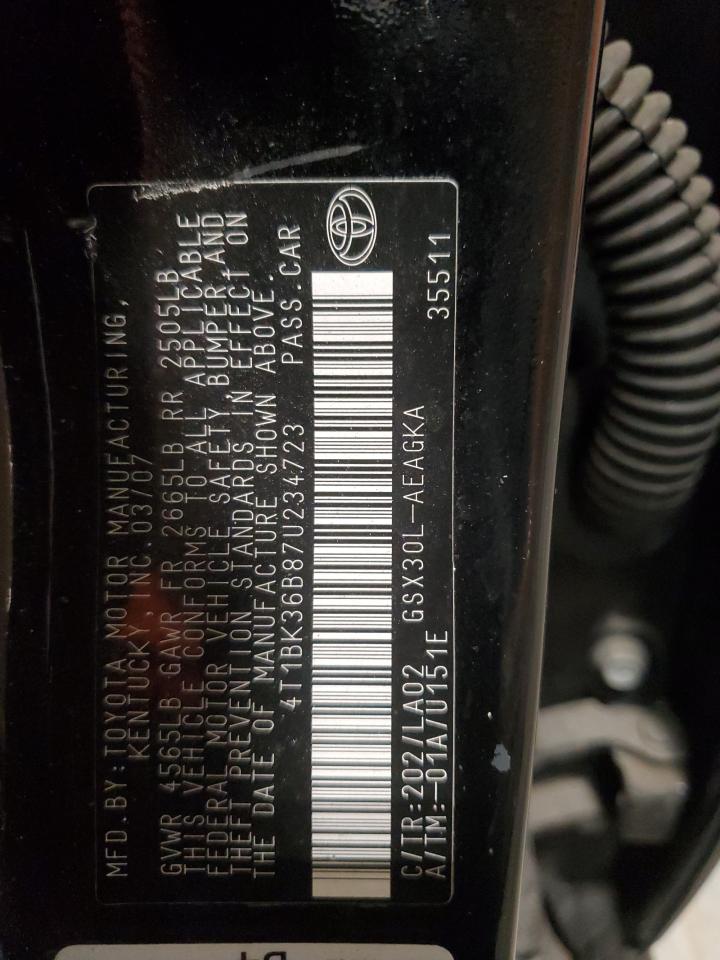 MFD.BY:TOYOTA MOTOR MANUFACTURING,
KENTUCKY,INC.03/07
GVWR 4565LB GAWR FR 2665LB RR 2505LB
THIS VEHICLE CONFORMS TO ALL APPLICABLE
FEDERAL MOTOR VEHICLE SAFETY,BUMPER,AND
THEFT PREVENTION STANDARDS IN EFFECT ON
THE DATE OF MANUFACTURE SHOWN ABOVE.
4T1BK36B87U234723 PASS.CAR
C/TR:202/LA02 GSX30L-AEAGKA
A/TM:-01A/U151E 35511